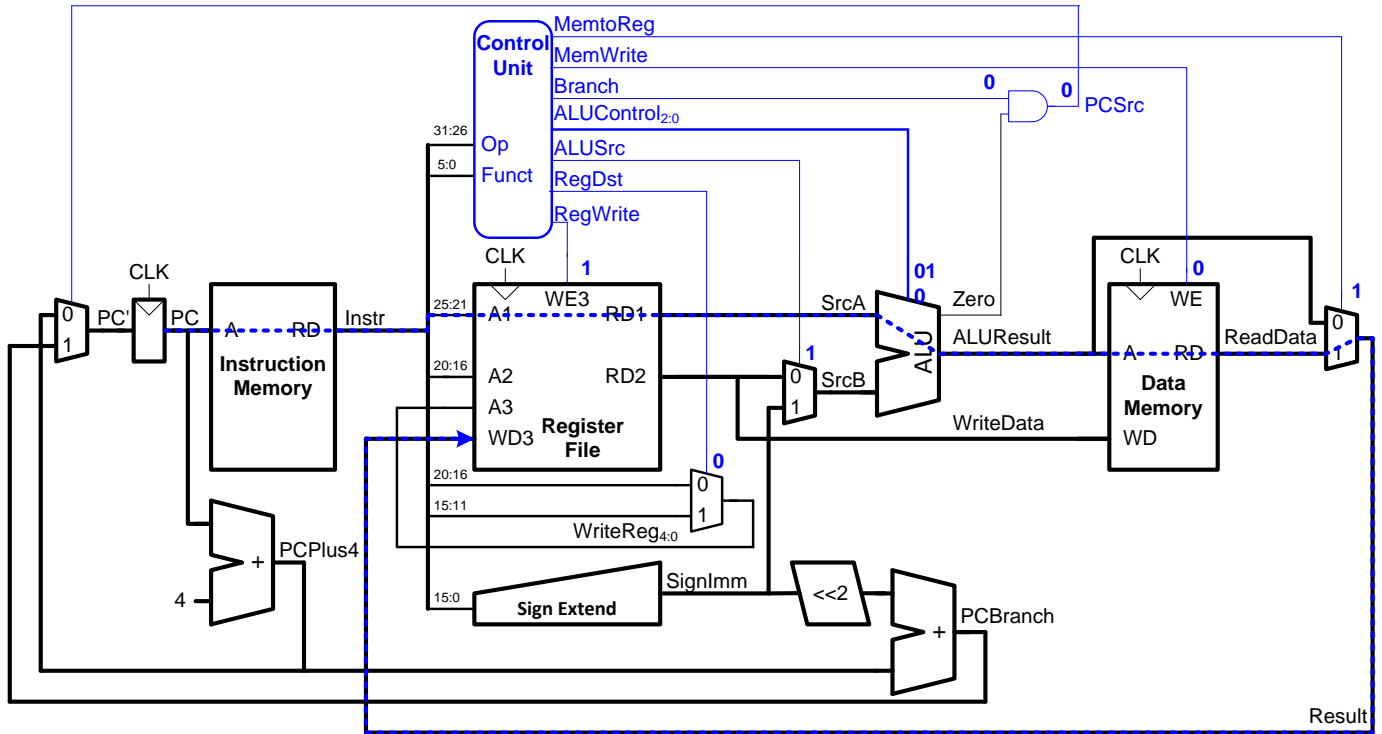 MemtoReg
Control
Unit
MemWrite
Branch
0
0
PCSrc
ALUControl2:0
31:26
Op
ALUSrc
5:0
Funct
RegDst
RegWrite
CLK
CLK
CLK
1
WE3
01
0
0
WE
1
0
1
PC'
PC
A
RD
Instr
Instruction
Memory
25:21
A1
RD1
SrcA
Zero
ALU
ALUResult
A
RD
ReadData
0
1
20:16
A2
RD2
1
0
1
SrcB
Data
Memory
A3
Register
File
WD3
WriteData
WD
20:16
0
0
15:11
1
WriteReg4:0
PCPlus4
+
4
SignImm
15:0
Sign Extend
<<2
PCBranch
+
Result